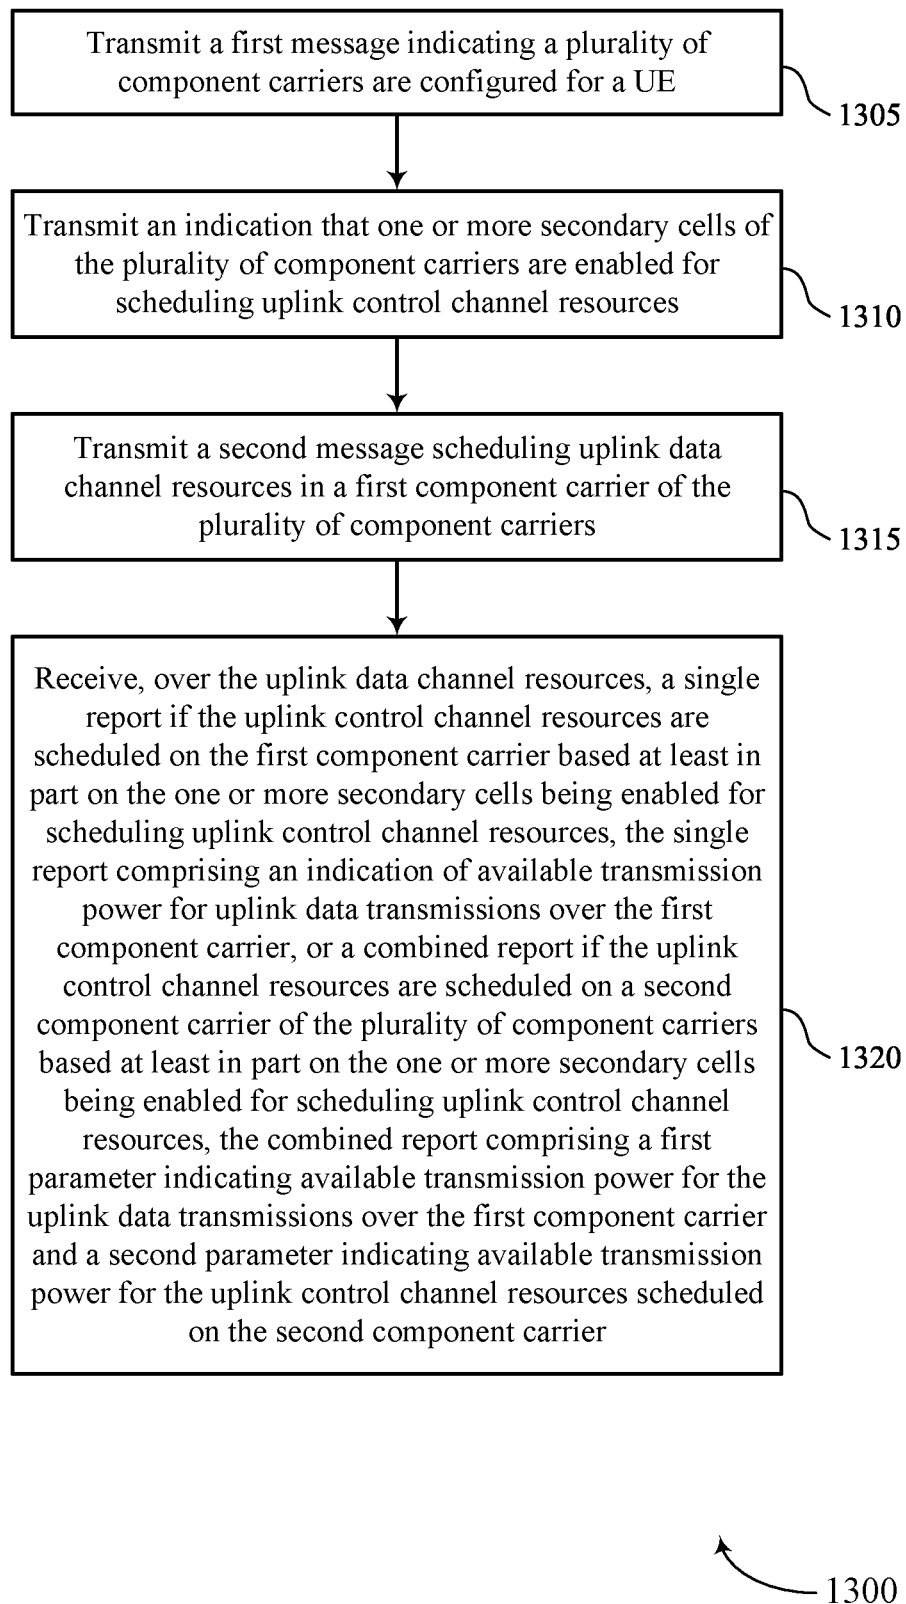 Transmit a first message indicating a plurality of
component carriers are configured for a UE
1305
Transmit an indication that one or more secondary cells of
the plurality of component carriers are enabled for
scheduling uplink control channel resources
1310
Transmit a second message scheduling uplink data
channel resources in a first component carrier of the
plurality of component carriers
1315
Receive, over the uplink data channel resources, a single
report if the uplink control channel resources are
scheduled on the first component carrier based at least in
part on the one or more secondary cells being enabled for
scheduling uplink control channel resources, the single
report comprising an indication of available transmission
power for uplink data transmissions over the first
component carrier, or a combined report if the uplink
control channel resources are scheduled on a second
component carrier of the plurality of component carriers
based at least in part on the one or more secondary cells
being enabled for scheduling uplink control channel
resources, the combined report comprising a first
parameter indicating available transmission power for the
uplink data transmissions over the first component carrier
and a second parameter indicating available transmission
power for the uplink control channel resources scheduled
on the second component carrier
1320
1300